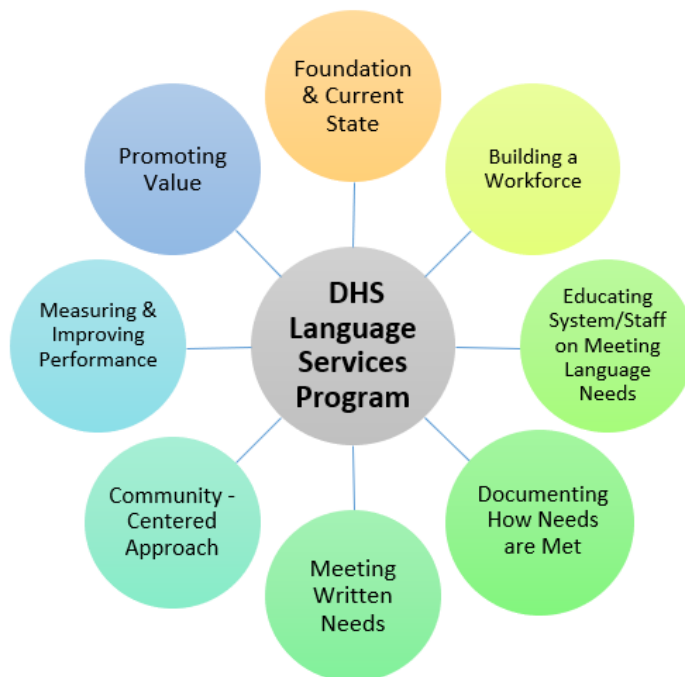 Foundation
& Current
State
Building a
Workforce
Educating
System/Staff
on Meeting
Language
Needs
Documenting
How Needs
are Met
Meeting
Written
Needs
Community -
Centered
Approach
Measuring &
Improving
Performance
Promoting
Value
DHS
Language
Services
Program